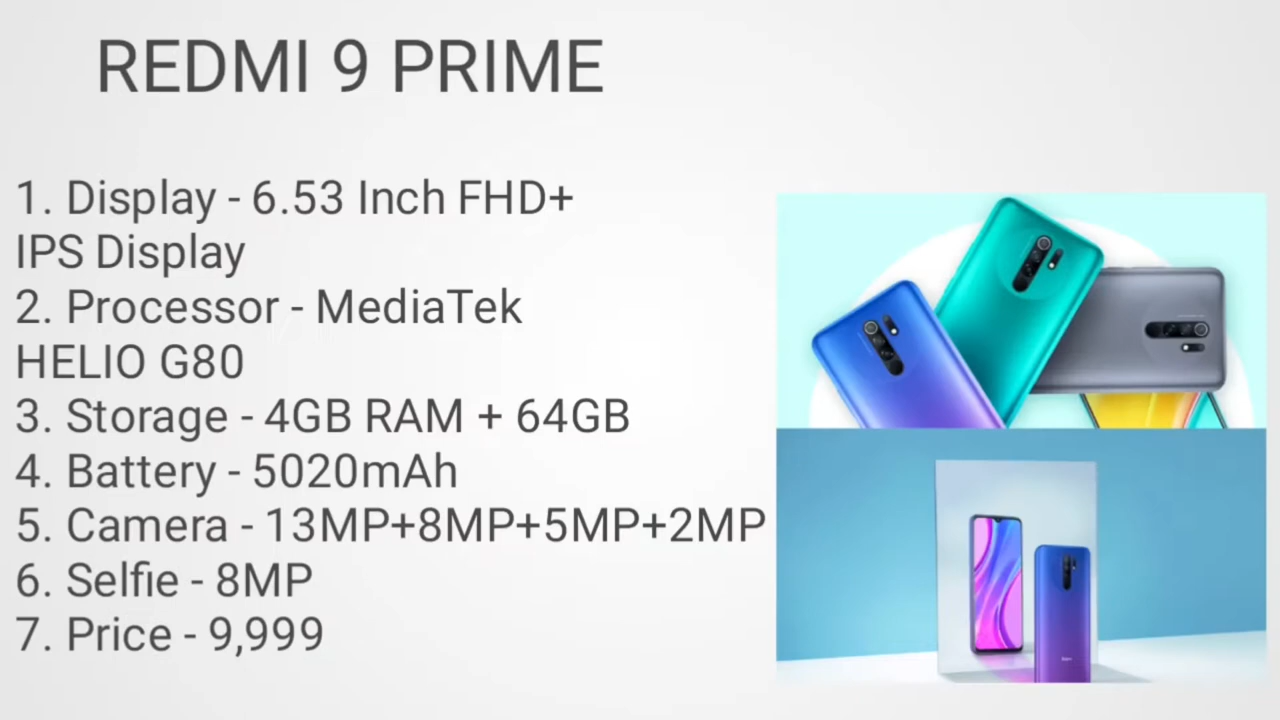 REDMI 9 PRIME
1. Display - 6.53 Inch FHD+
IPS Display
2. Processor - MediaTek
HELIO G80
3. Storage - 4GB RAM + 64GB
4. Battery - 5020mAh
5. Camera - 13MP+8MP+5MP+2MP
6. Selfie - 8MP
7. Price - 9,999